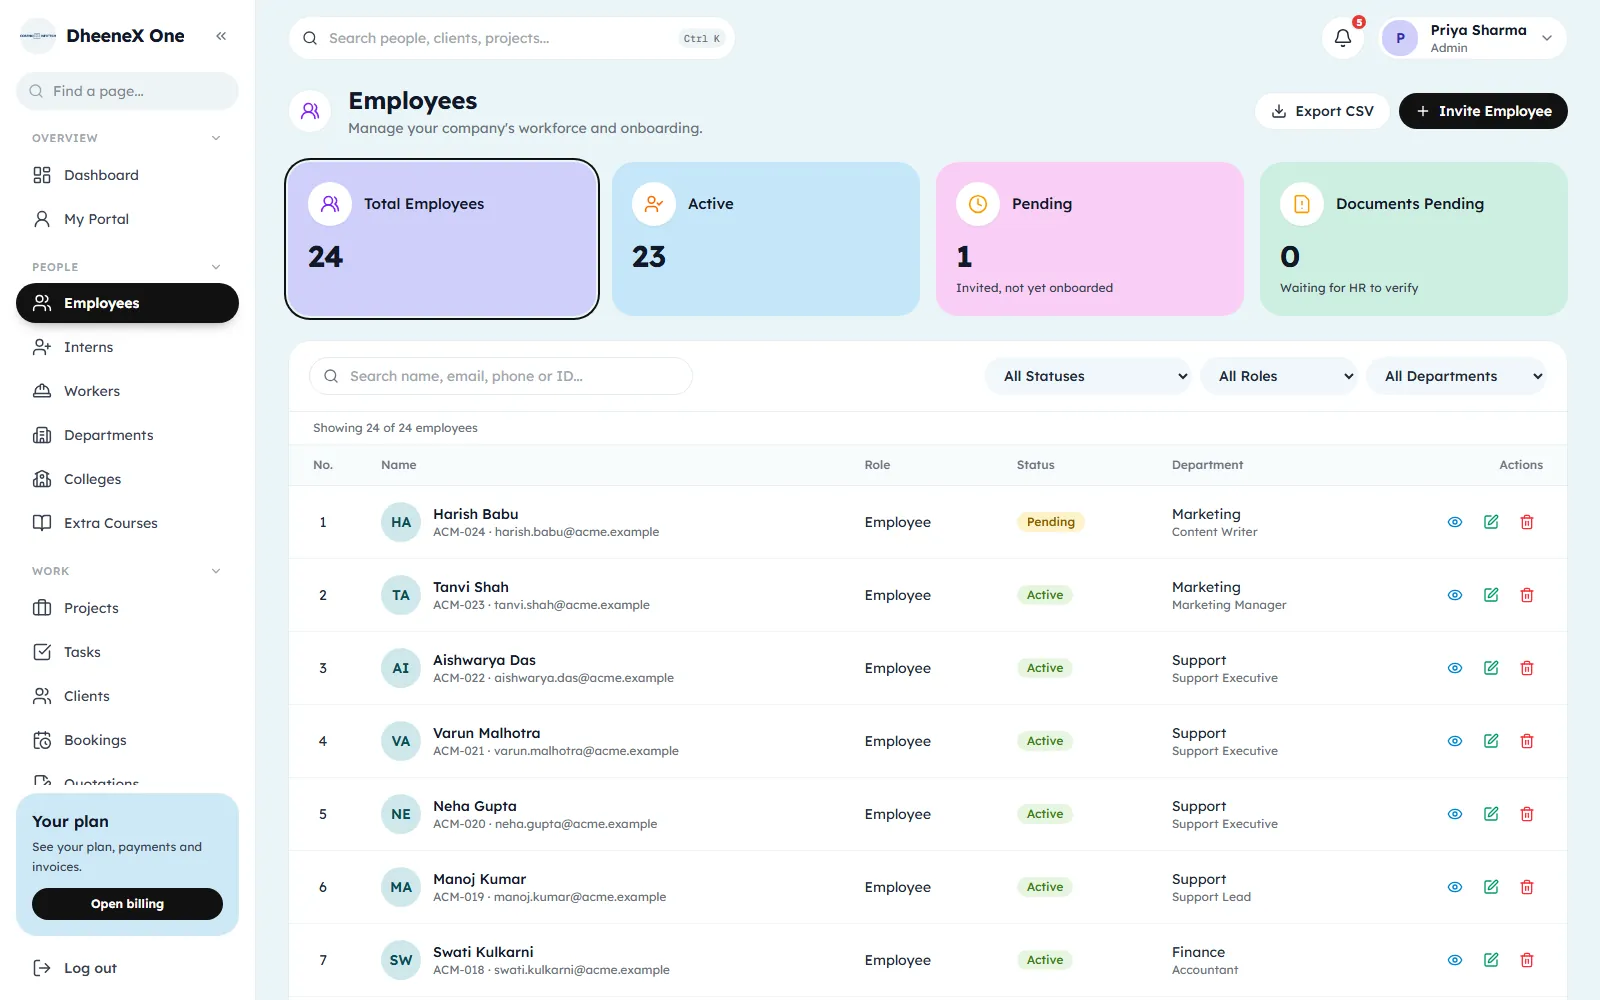 DheeneX One
Search people, clients, projects...
Ctrl K
5
P
Priya Sharma
Admin
Find a page...
OVERVIEW
Dashboard
My Portal
PEOPLE
Employees
Interns
Workers
Departments
Colleges
Extra Courses
WORK
Projects
Tasks
Clients
Bookings
Quotations
Your plan
See your plan, payments and
invoices.
Open billing
Log out
Employees
Manage your company's workforce and onboarding.
Export CSV
Invite Employee
Total Employees
24
Active
23
Pending
1
Invited, not yet onboarded
Documents Pending
0
Waiting for HR to verify
Search name, email, phone or ID...
All Statuses
All Roles
All Departments
Showing 24 of 24 employees
No. Name Role Status Department Actions
1 HA Harish Babu Employee Pending Marketing
ACM-024 · harish.babu@acme.example Content Writer
2 TA Tanvi Shah Employee Active Marketing
ACM-023 · tanvi.shah@acme.example Marketing Manager
3 AI Aishwarya Das Employee Active Support
ACM-022 · aishwarya.das@acme.example Support Executive
4 VA Varun Malhotra Employee Active Support
ACM-021 · varun.malhotra@acme.example Support Executive
5 NE Neha Gupta Employee Active Support
ACM-020 · neha.gupta@acme.example Support Executive
6 MA Manoj Kumar Employee Active Support
ACM-019 · manoj.kumar@acme.example Support Lead
7 SW Swati Kulkarni Employee Active Finance
ACM-018 · swati.kulkarni@acme.example Accountant